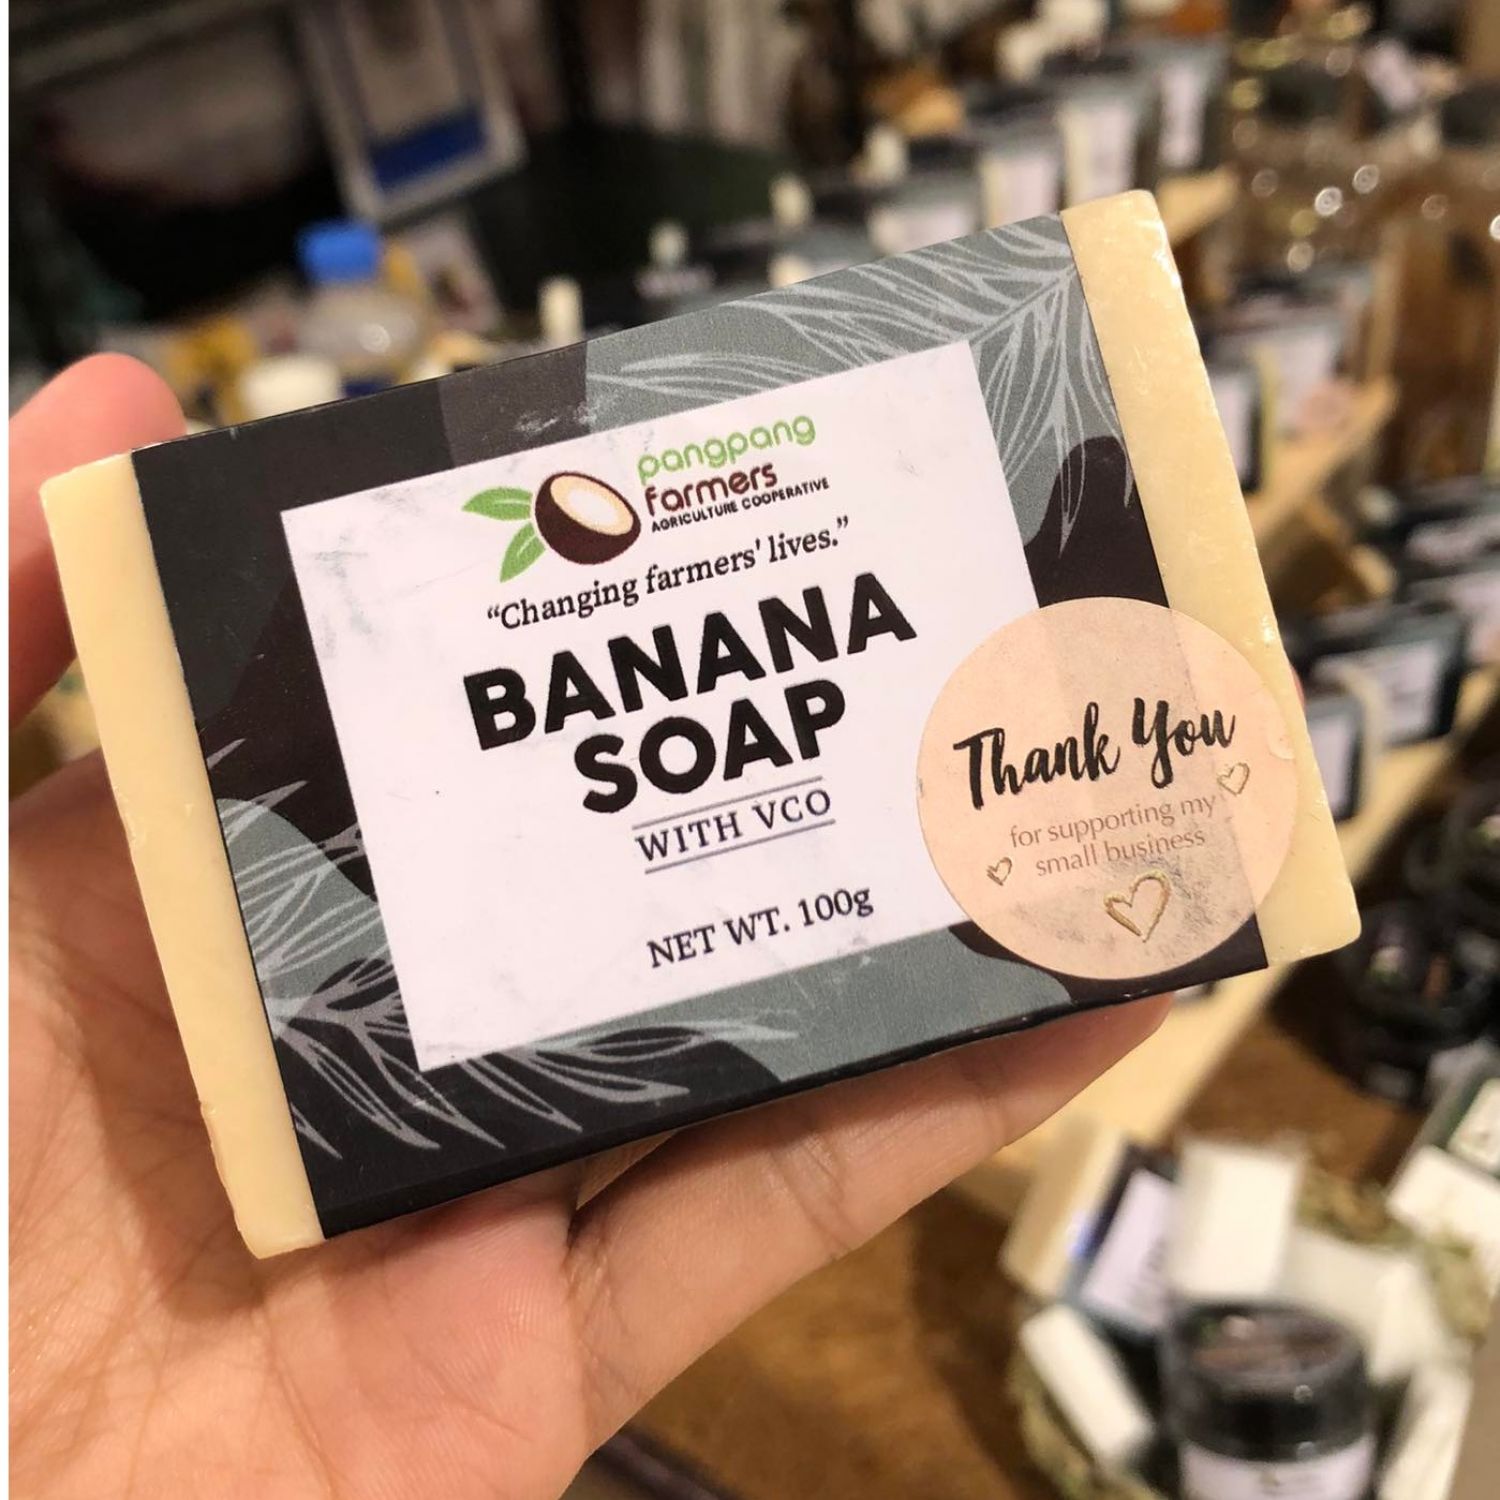 pangpang
farmers
AGRICULTURE COOPERATIVE
“Changing farmers' lives.”
BANANA
SOAP
WITH VCO
NET WT. 100g
Thank You
for supporting my
small business